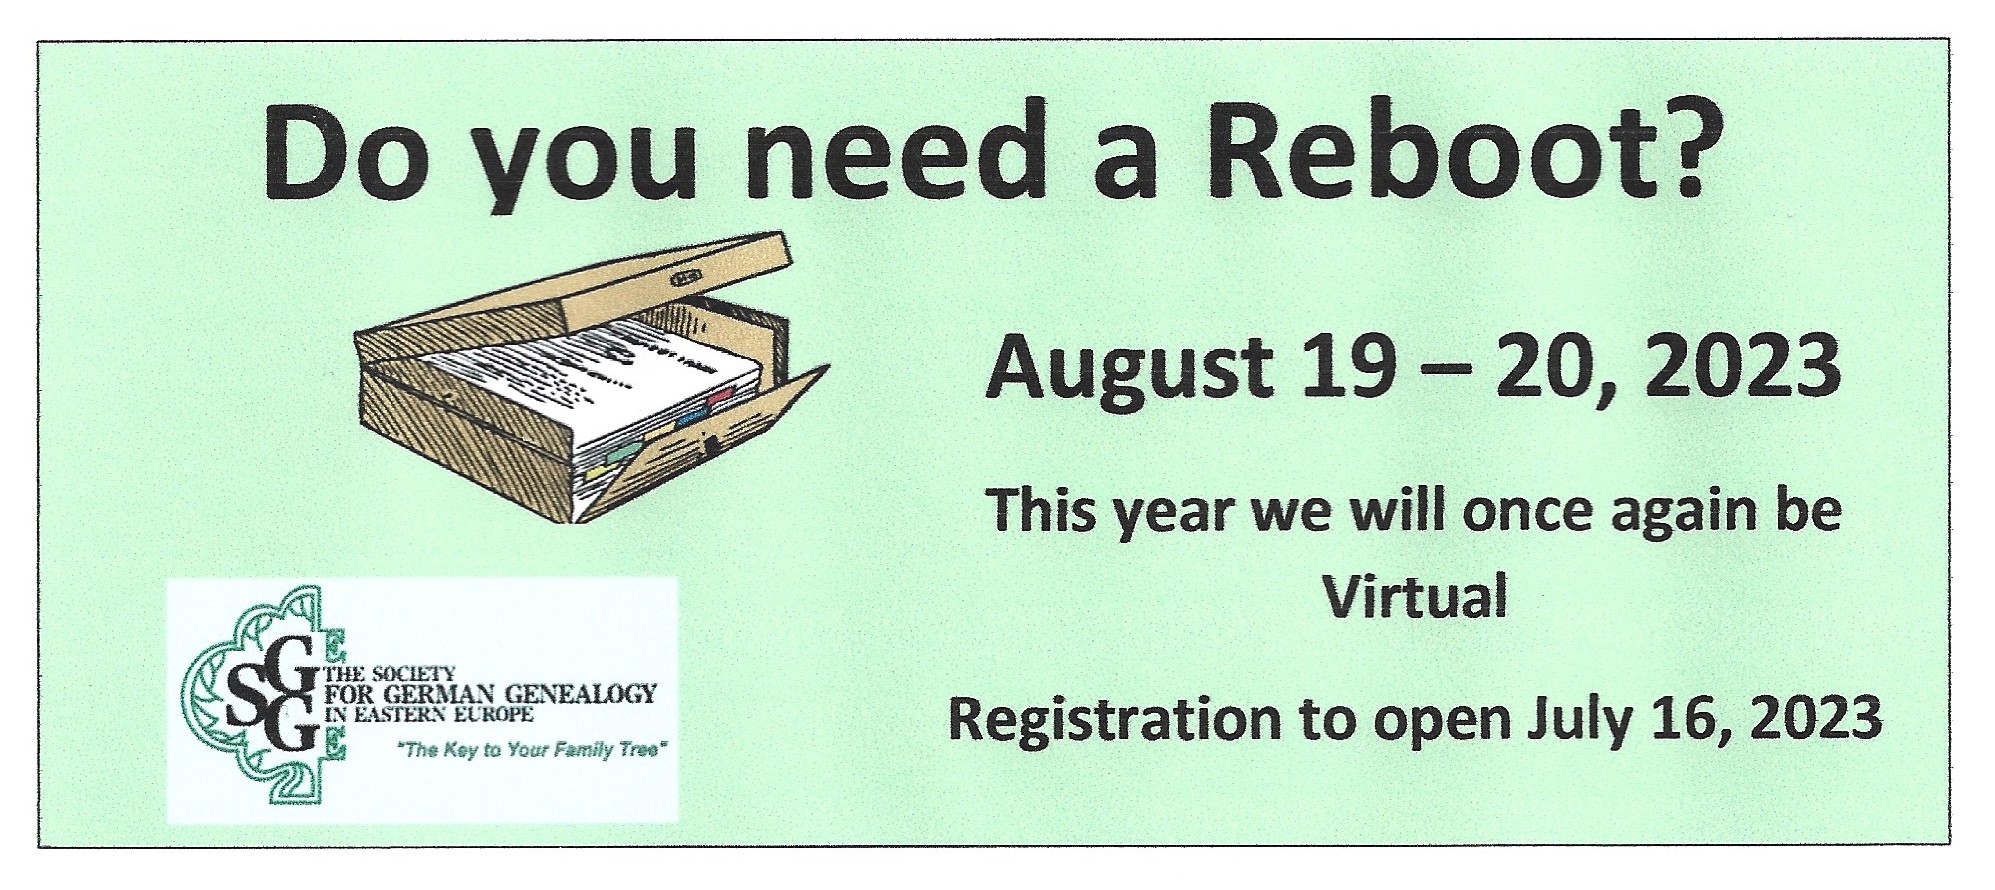 Do you need a Reboot?
August 19 – 20, 2023
This year we will once again be
Virtual
Registration to open July 16, 2023
SGGEE
THE SOCIETY
FOR GERMAN GENEALOGY
IN EASTERN EUROPE
"The Key to Your Family Tree"